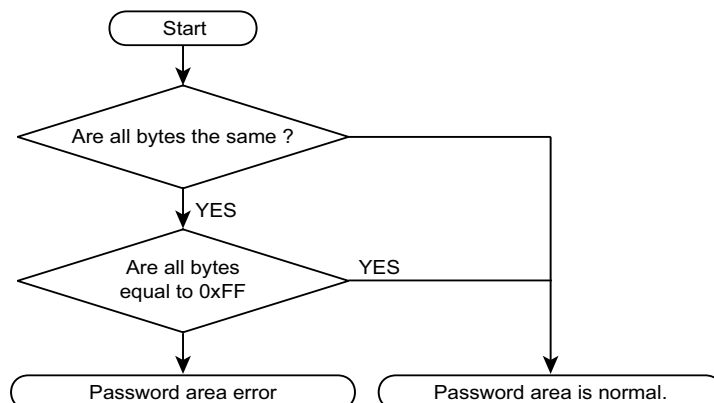 Start
Are all bytes the same ?
YES
Are all bytes
equal to 0xFF
YES
Password area error
Password area is normal.